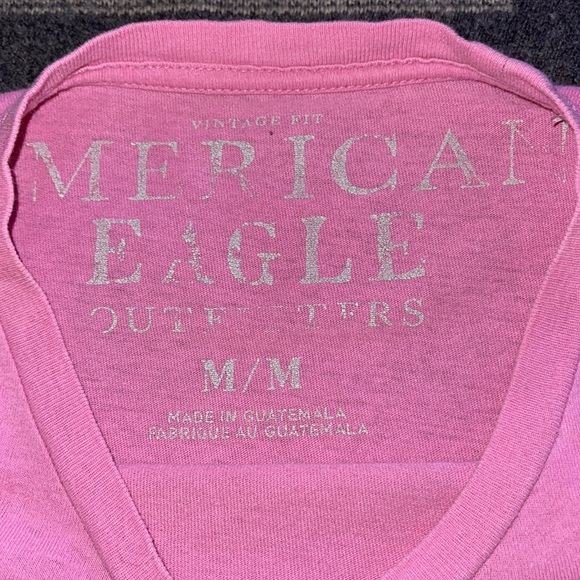 VINTAGE FIT
MERICAN
EAGLE
OUTFITTERS
M/M
MADE IN GUATEMALA
FABRIQUE AU GUATEMALA